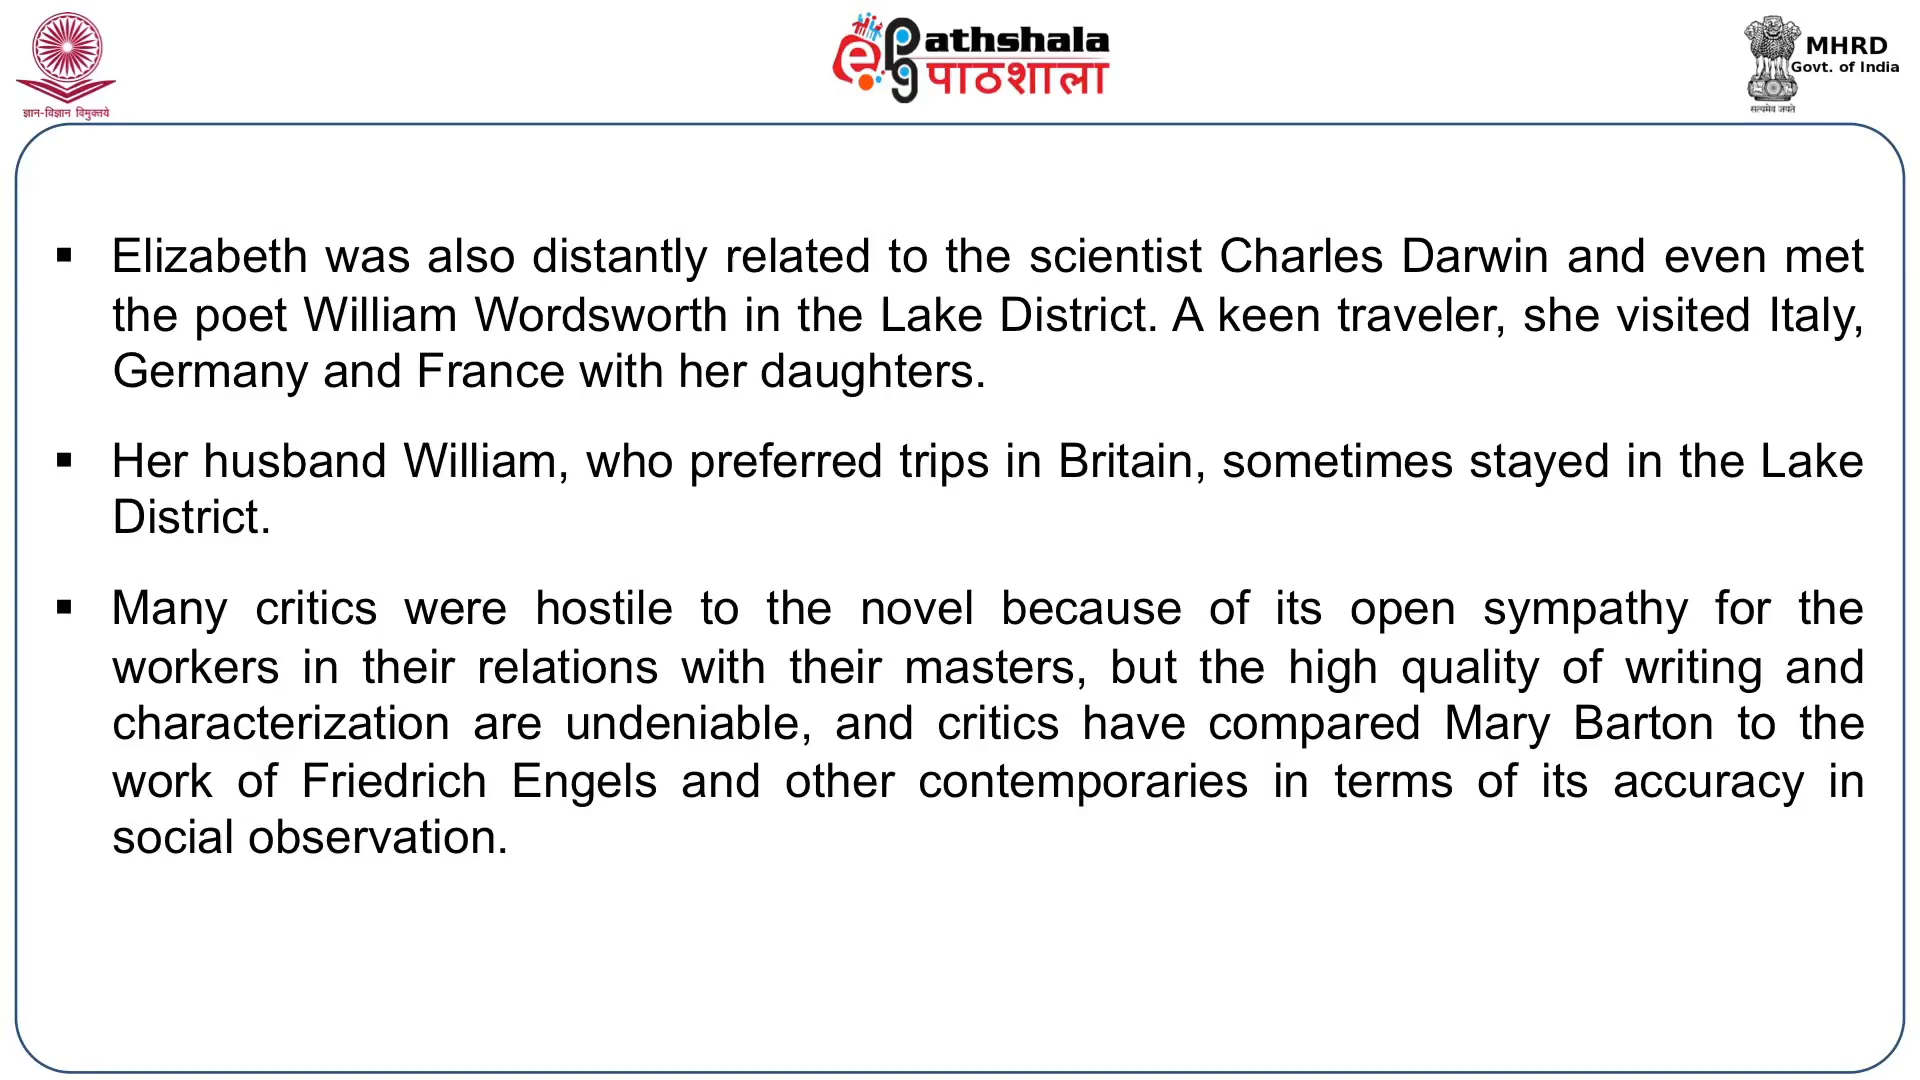 ज्ञान-विज्ञान विमुक्तये
ePathshala
पाठशाला
MHRD
Govt. of India
सत्यमेव जयते
▪ Elizabeth was also distantly related to the scientist Charles Darwin and even met
the poet William Wordsworth in the Lake District. A keen traveler, she visited Italy,
Germany and France with her daughters.
▪ Her husband William, who preferred trips in Britain, sometimes stayed in the Lake
District.
▪ Many critics were hostile to the novel because of its open sympathy for the
workers in their relations with their masters, but the high quality of writing and
characterization are undeniable, and critics have compared Mary Barton to the
work of Friedrich Engels and other contemporaries in terms of its accuracy in
social observation.